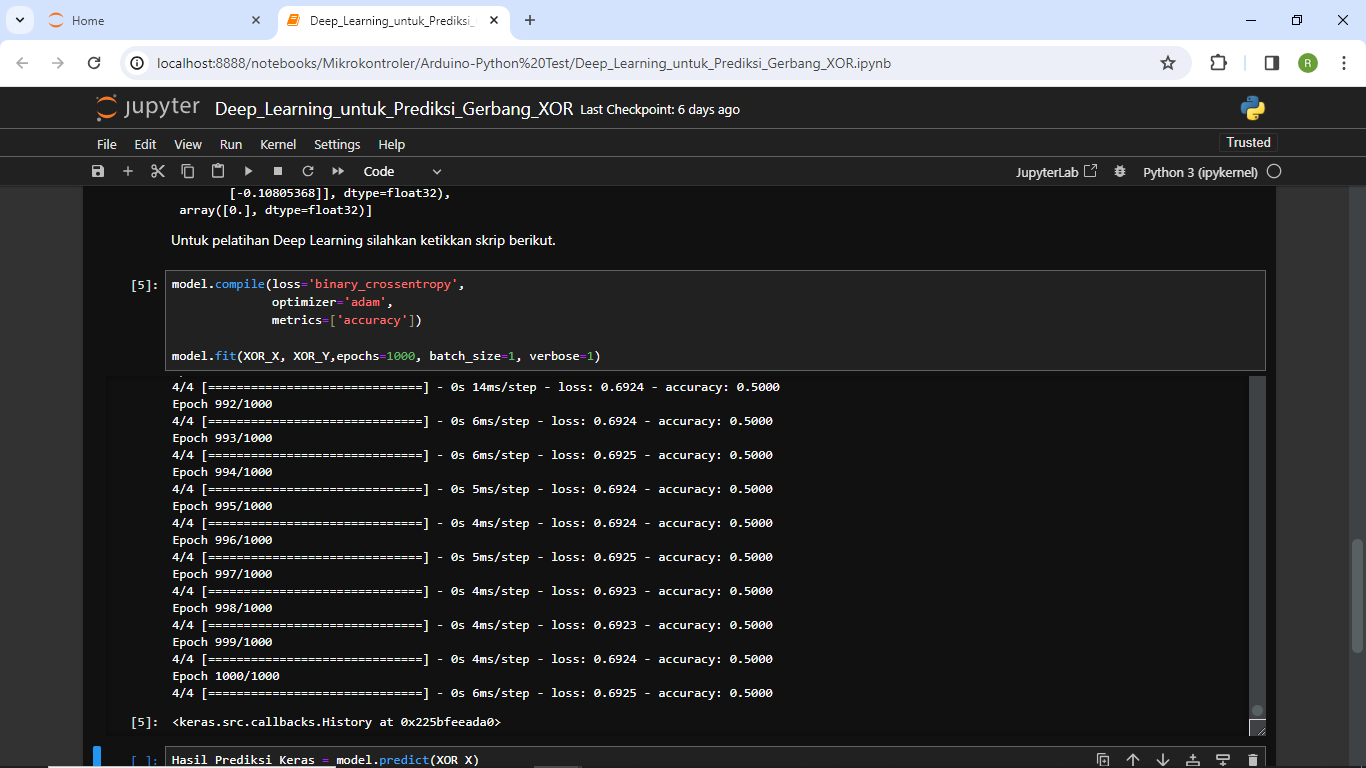 Home
Deep_Learning_untuk_Prediksi_
localhost:8888/notebooks/Mikrokontroler/Arduino-Python%20Test/Deep_Learning_untuk_Prediksi_Gerbang_XOR.ipynb
R
jupyter Deep_Learning_untuk_Prediksi_Gerbang_XOR Last Checkpoint: 6 days ago
File Edit View Run Kernel Settings Help Trusted
Code JupyterLab Python 3 (ipykernel)
[-0.10805368]], dtype=float32),
array([0.], dtype=float32)]
Untuk pelatihan Deep Learning silahkan ketikkan skrip berikut.
[5]: model.compile(loss='binary_crossentropy',
optimizer='adam',
metrics=['accuracy'])
model.fit(XOR_X, XOR_Y,epochs=1000, batch_size=1, verbose=1)
4/4 [==============================] - 0s 14ms/step - loss: 0.6924 - accuracy: 0.5000
Epoch 992/1000
4/4 [==============================] - 0s 6ms/step - loss: 0.6924 - accuracy: 0.5000
Epoch 993/1000
4/4 [==============================] - 0s 6ms/step - loss: 0.6925 - accuracy: 0.5000
Epoch 994/1000
4/4 [==============================] - 0s 5ms/step - loss: 0.6924 - accuracy: 0.5000
Epoch 995/1000
4/4 [==============================] - 0s 4ms/step - loss: 0.6924 - accuracy: 0.5000
Epoch 996/1000
4/4 [==============================] - 0s 5ms/step - loss: 0.6925 - accuracy: 0.5000
Epoch 997/1000
4/4 [==============================] - 0s 4ms/step - loss: 0.6923 - accuracy: 0.5000
Epoch 998/1000
4/4 [==============================] - 0s 4ms/step - loss: 0.6923 - accuracy: 0.5000
Epoch 999/1000
4/4 [==============================] - 0s 4ms/step - loss: 0.6924 - accuracy: 0.5000
Epoch 1000/1000
4/4 [==============================] - 0s 6ms/step - loss: 0.6925 - accuracy: 0.5000
[5]: <keras.src.callbacks.History at 0x225bfeeada0>
[ ]: Hasil_Prediksi_Keras = model.predict(XOR_X)